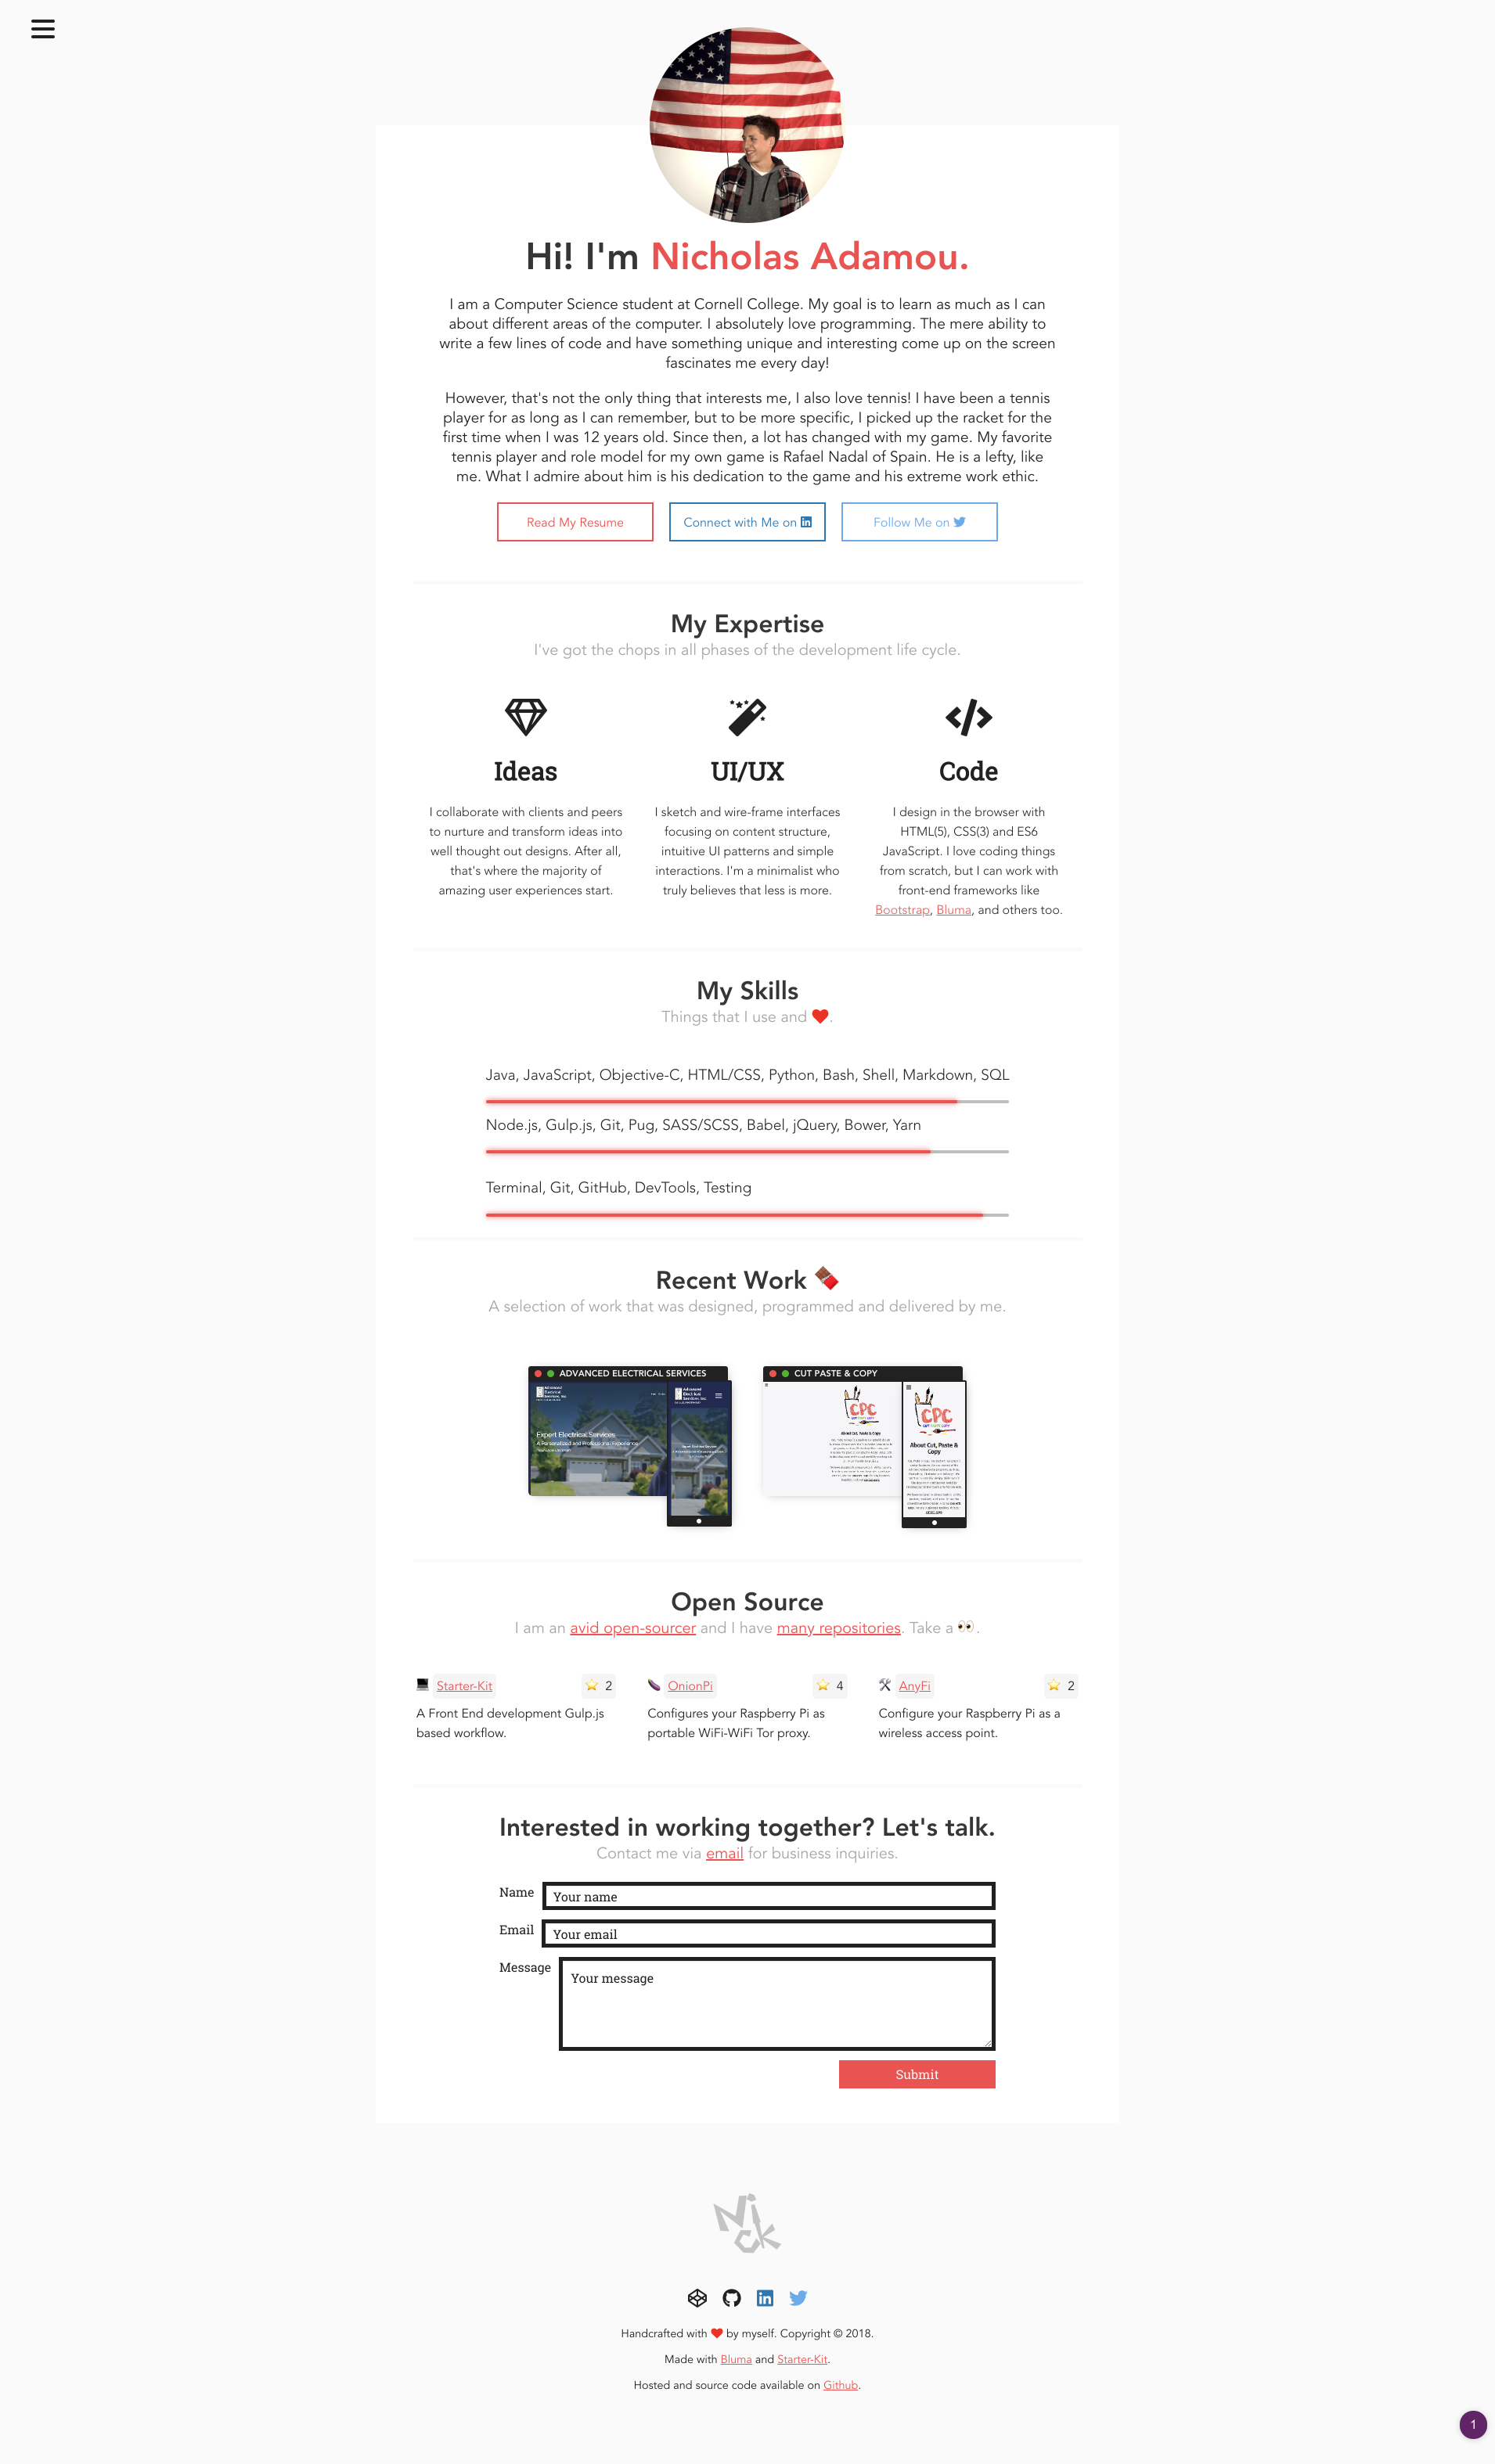 Hi! I'm Nicholas Adamou.
I am a Computer Science student at Cornell College. My goal is to learn as much as I can
about different areas of the computer. I absolutely love programming. The mere ability to
write a few lines of code and have something unique and interesting come up on the screen
fascinates me every day!
However, that's not the only thing that interests me, I also love tennis! I have been a tennis
player for as long as I can remember, but to be more specific, I picked up the racket for the
first time when I was 12 years old. Since then, a lot has changed with my game. My favorite
tennis player and role model for my own game is Rafael Nadal of Spain. He is a lefty, like
me. What I admire about him is his dedication to the game and his extreme work ethic.
Read My Resume
Connect with Me on
Follow Me on
My Expertise
I've got the chops in all phases of the development life cycle.
Ideas
I collaborate with clients and peers
to nurture and transform ideas into
well thought out designs. After all,
that's where the majority of
amazing user experiences start.
UI/UX
I sketch and wire-frame interfaces
focusing on content structure,
intuitive UI patterns and simple
interactions. I'm a minimalist who
truly believes that less is more.
Code
I design in the browser with
HTML(5), CSS(3) and ES6
JavaScript. I love coding things
from scratch, but I can work with
front-end frameworks like
Bootstrap, Bluma, and others too.
My Skills
Things that I use and ❤.
Java, JavaScript, Objective-C, HTML/CSS, Python, Bash, Shell, Markdown, SQL
Node.js, Gulp.js, Git, Pug, SASS/SCSS, Babel, jQuery, Bower, Yarn
Terminal, Git, GitHub, DevTools, Testing
Recent Work 🍫
A selection of work that was designed, programmed and delivered by me.
ADVANCED ELECTRICAL SERVICES
Advanced
Electrical
Services, Inc.
Expert Electrical Services
A Personalized and Professional Experience
Advanced
Electrical
Services, Inc.
Expert Electrical Services
CUT PASTE & COPY
CPC
About Cut, Paste & Copy
CPC
About Cut, Paste &
Copy
Open Source
I am an avid open-sourcer and I have many repositories. Take a 👀.
Starter-Kit
⭐ 2
A Front End development Gulp.js
based workflow.
OnionPi
⭐ 4
Configures your Raspberry Pi as
portable WiFi-WiFi Tor proxy.
AnyFi
⭐ 2
Configure your Raspberry Pi as a
wireless access point.
Interested in working together? Let's talk.
Contact me via email for business inquiries.
Name
Your name
Email
Your email
Message
Your message
Submit
Nick
Handcrafted with ❤ by myself. Copyright © 2018.
Made with Bluma and Starter-Kit.
Hosted and source code available on Github.
1